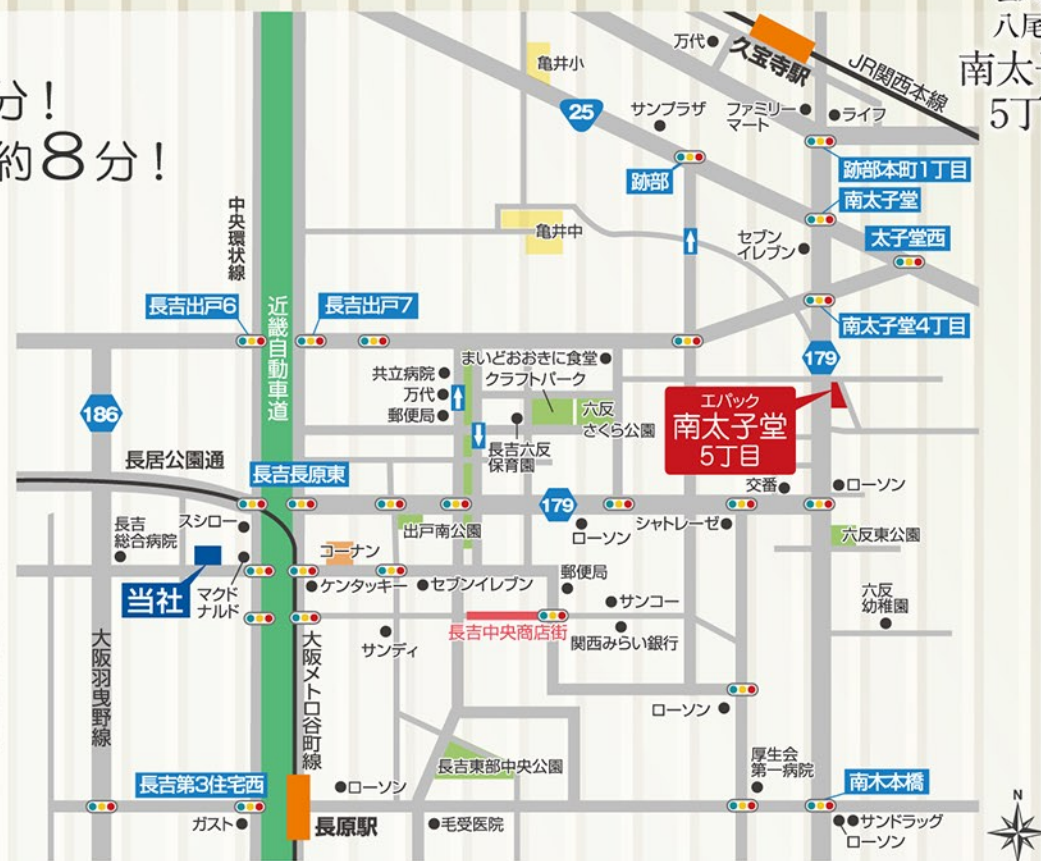 分!
約8分!
八尾
南太子
5丁
万代
久宝寺駅
JR関西本線
亀井小
25
サンプラザ
ファミリー
マート
ライフ
跡部
跡部本町1丁目
南太子堂
太子堂西
中央環状線
亀井中
セブン
イレブン
長吉出戸6
近畿自動車道
長吉出戸7
南太子堂4丁目
179
まいどおおきに食堂
共立病院
クラフトパーク
万代
郵便局
六反
さくら公園
186
エパック
南太子堂
5丁目
長吉六反
保育園
長居公園通
長吉長原東
交番
ローソン
179
長吉
総合病院
スシロー
出戸南公園
ローソン
シャトレーゼ
六反東公園
コーナン
当社
マクド
ナルド
ケンタッキー
セブンイレブン
郵便局
サンコー
六反
幼稚園
長吉中央商店街
関西みらい銀行
サンディ
大阪羽曳野線
大阪メトロ谷町線
ローソン
長吉東部中央公園
厚生会
第一病院
長吉第3住宅西
ローソン
南木本橋
ガスト
長原駅
毛受医院
サンドラッグ
ローソン
N